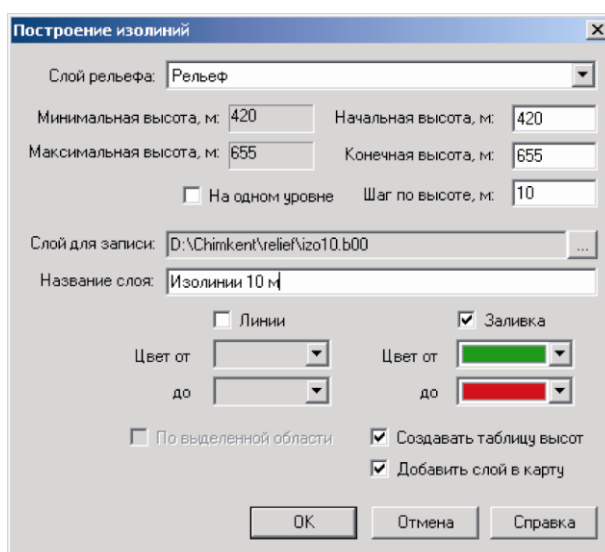 Построение изолиний
Слой рельефа: Рельеф
Минимальная высота, м: 420 Начальная высота, м: 420
Максимальная высота, м: 655 Конечная высота, м: 655
На одном уровне Шаг по высоте, м: 10
Слой для записи: D:\Chimkent\relief\izo10.b00 ...
Название слоя: Изолинии 10 м
Линии Заливка
Цвет от Цвет от
до до
По выделенной области Создавать таблицу высот
Добавить слой в карту
OK Отмена Справка